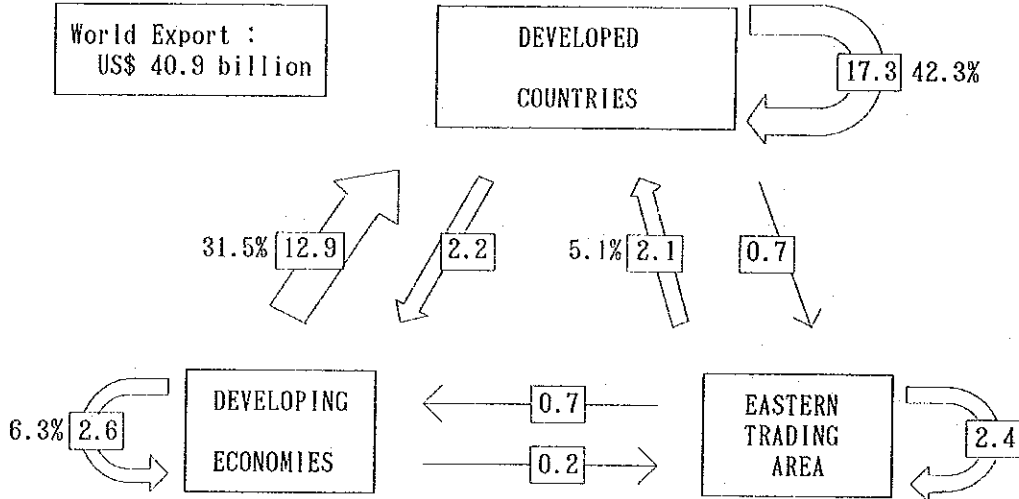 World Export :
US$ 40.9 billion
DEVELOPED
COUNTRIES
17.3 42.3%
31.5% 12.9
2.2
5.1% 2.1
0.7
6.3% 2.6
DEVELOPING
ECONOMIES
0.7
0.2
EASTERN
TRADING
AREA
2.4